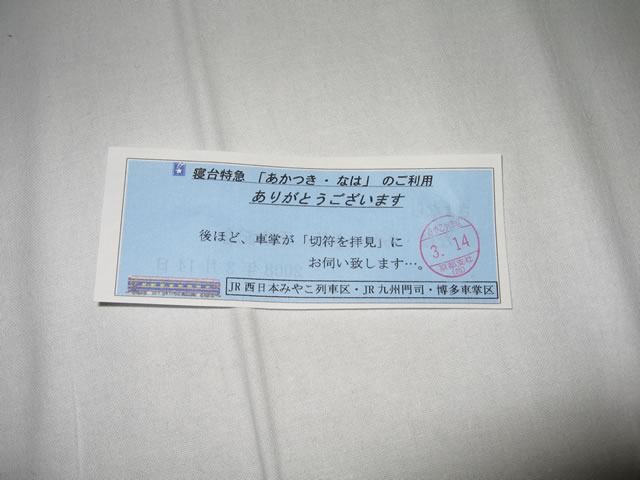 寝台特急 「あかつき・なは」 のご利用
ありがとうございます
後ほど、車掌が「切符を拝見」に
お伺い致します…。
3. 14
JR西日本みやこ列車区・JR九州門司・博多車掌区